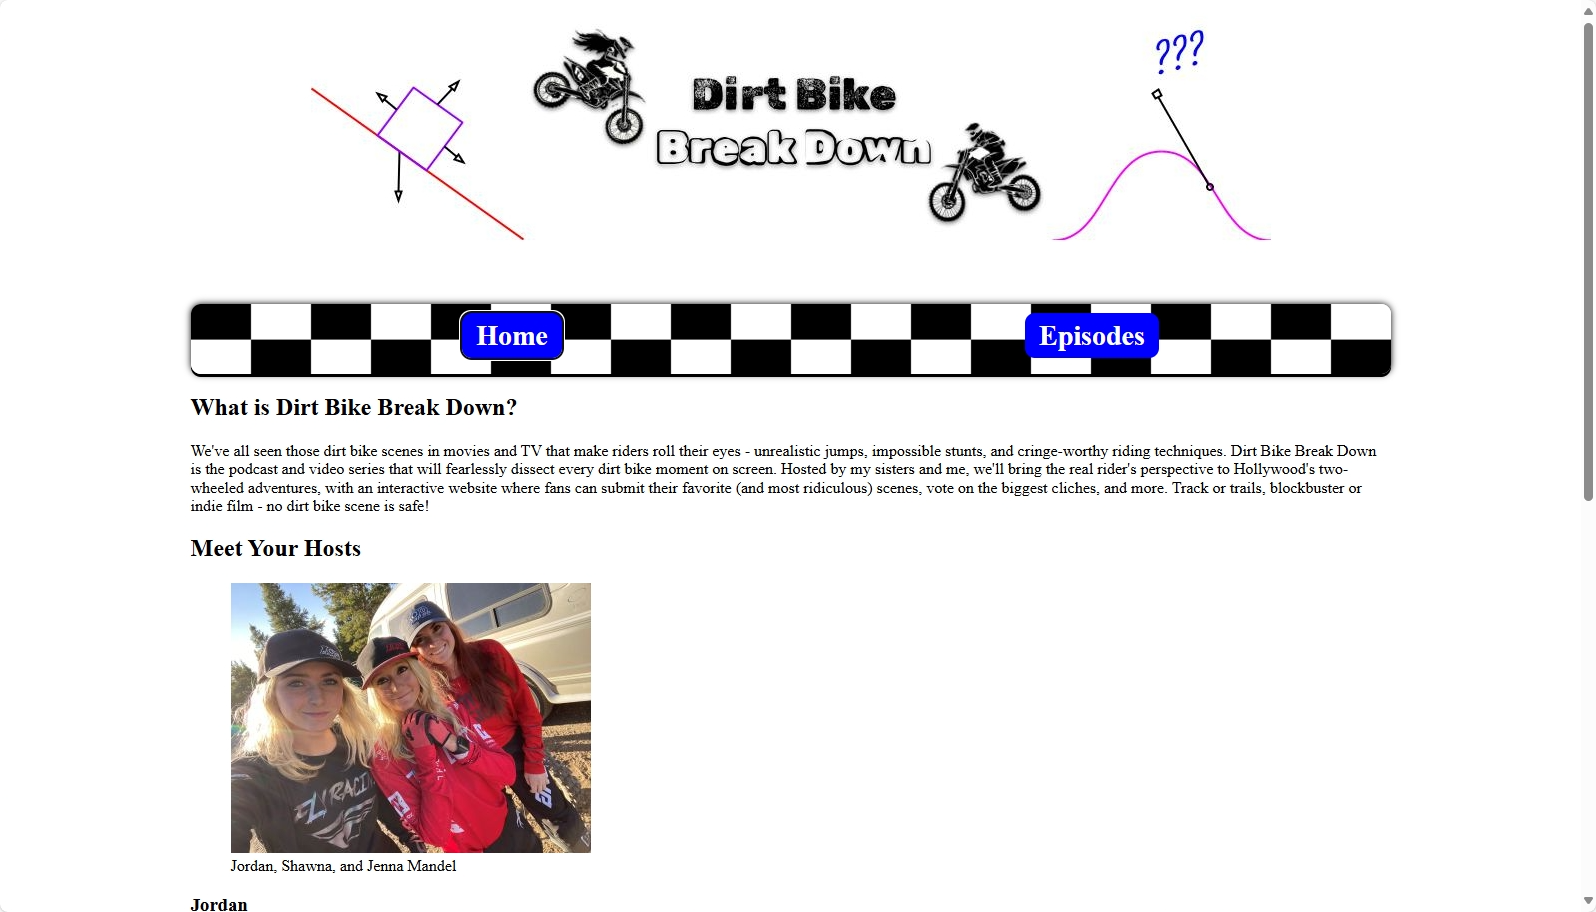 ???
Dirt Bike
Break Down
Home
Episodes
What is Dirt Bike Break Down?
We've all seen those dirt bike scenes in movies and TV that make riders roll their eyes - unrealistic jumps, impossible stunts, and cringe-worthy riding techniques. Dirt Bike Break Down
is the podcast and video series that will fearlessly dissect every dirt bike moment on screen. Hosted by my sisters and me, we'll bring the real rider's perspective to Hollywood's two-
wheeled adventures, with an interactive website where fans can submit their favorite (and most ridiculous) scenes, vote on the biggest cliches, and more. Track or trails, blockbuster or
indie film - no dirt bike scene is safe!
Meet Your Hosts
Jordan, Shawna, and Jenna Mandel
Jordan